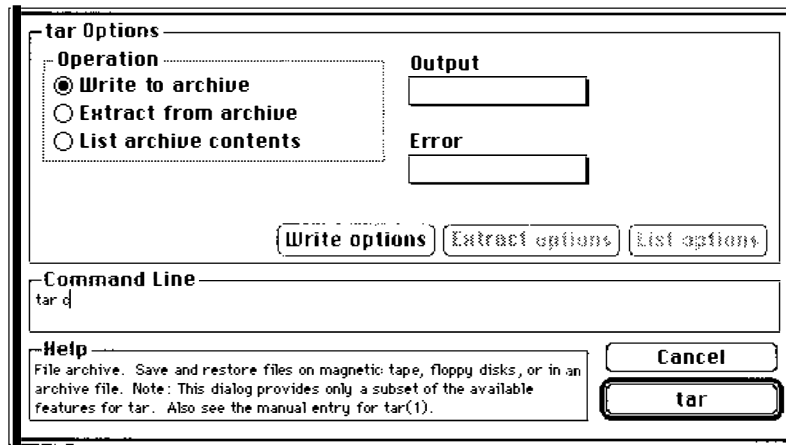 tar Options
Operation
Write to archive
Extract from archive
List archive contents
Output
Error
Write options
Extract options
List options
Command Line
tar c
Help
File archive. Save and restore files on magnetic tape, floppy disks, or in an
archive file. Note: This dialog provides only a subset of the available
features for tar. Also see the manual entry for tar(1).
Cancel
tar